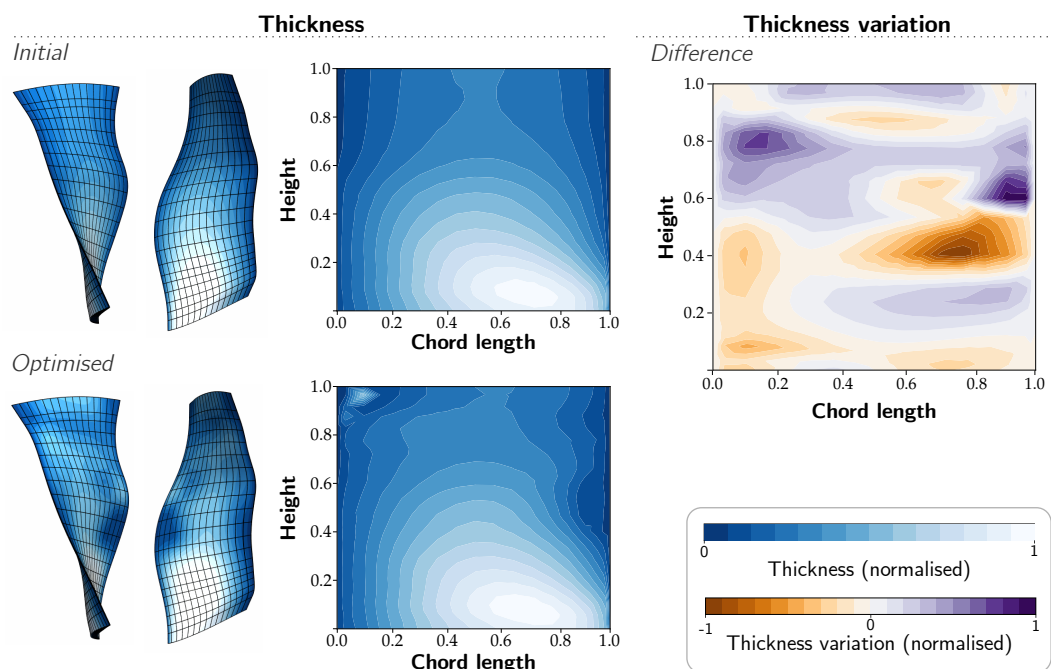 Thickness
Thickness variation
Initial
Difference
1.0
0.8
0.6
0.4
0.2
Height
0.0 0.2 0.4 0.6 0.8 1.0
Chord length
1.0
0.8
0.6
0.4
0.2
Height
0.0 0.2 0.4 0.6 0.8 1.0
Chord length
Optimised
1.0
0.8
0.6
0.4
0.2
Height
0.0 0.2 0.4 0.6 0.8 1.0
Chord length
0 1
Thickness (normalised)
-1 0 1
Thickness variation (normalised)